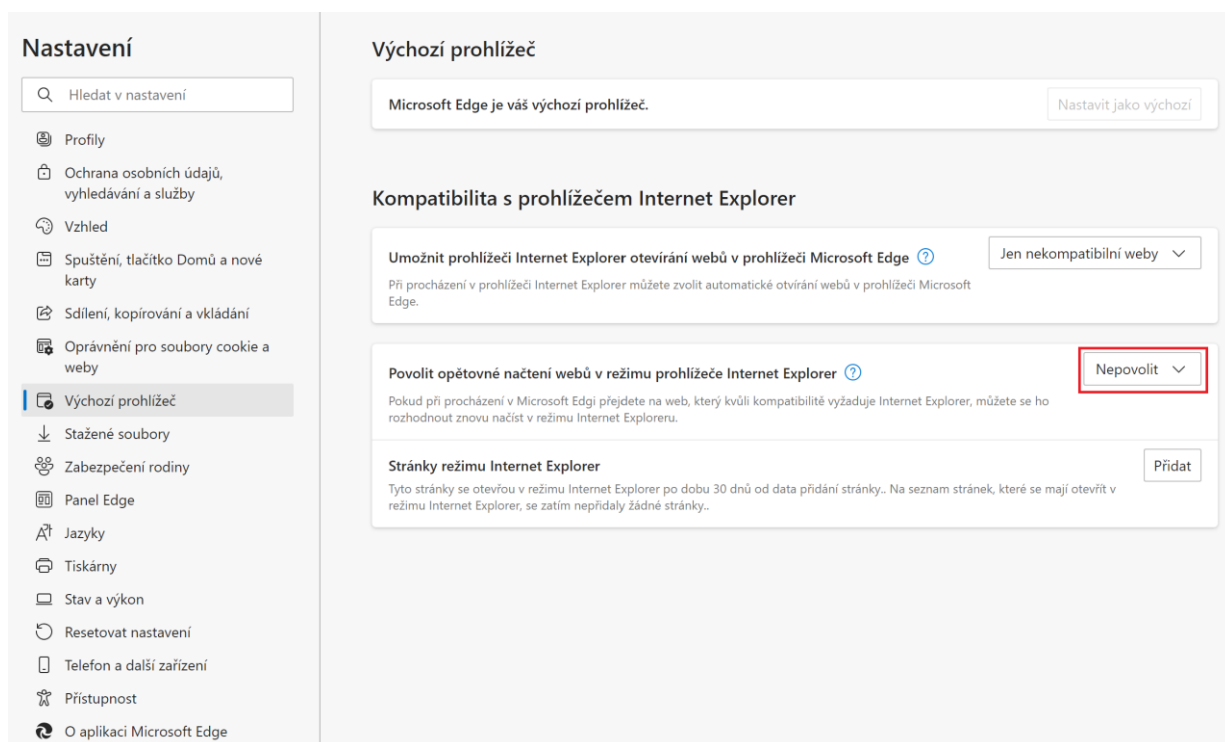 Nastavení
Hledat v nastavení
Profily
Ochrana osobních údajů,
vyhledávání a služby
Vzhled
Spuštění, tlačítko Domů a nové
karty
Sdílení, kopírování a vkládání
Oprávnění pro soubory cookie a
weby
Výchozí prohlížeč
Stažené soubory
Zabezpečení rodiny
Panel Edge
Jazyky
Tiskárny
Stav a výkon
Resetovat nastavení
Telefon a další zařízení
Přístupnost
O aplikaci Microsoft Edge
Výchozí prohlížeč
Microsoft Edge je váš výchozí prohlížeč.
Nastavit jako výchozí
Kompatibilita s prohlížečem Internet Explorer
Umožnit prohlížeči Internet Explorer otevírání webů v prohlížeči Microsoft Edge
Jen nekompatibilní weby
Při procházení v prohlížeči Internet Explorer můžete zvolit automatické otvírání webů v prohlížeči Microsoft
Edge.
Povolit opětovné načtení webů v režimu prohlížeče Internet Explorer
Nepovolit
Pokud při procházení v Microsoft Edgi přejdete na web, který kvůli kompatibilitě vyžaduje Internet Explorer, můžete se ho
rozhodnout znovu načíst v režimu Internet Exploreru.
Stránky režimu Internet Explorer
Přidat
Tyto stránky se otevřou v režimu Internet Explorer po dobu 30 dnů od data přidání stránky.. Na seznam stránek, které se mají otevřít v
režimu Internet Explorer, se zatím nepřidaly žádné stránky..